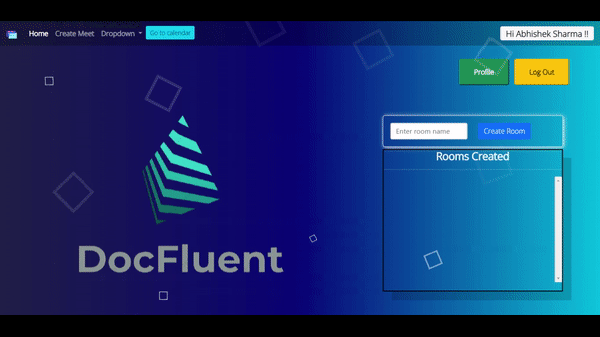 Home Create Meet Dropdown Go to calendar Hi Abhishek Sharma !!
Profile Log Out
Enter room name Create Room
Rooms Created
DocFluent